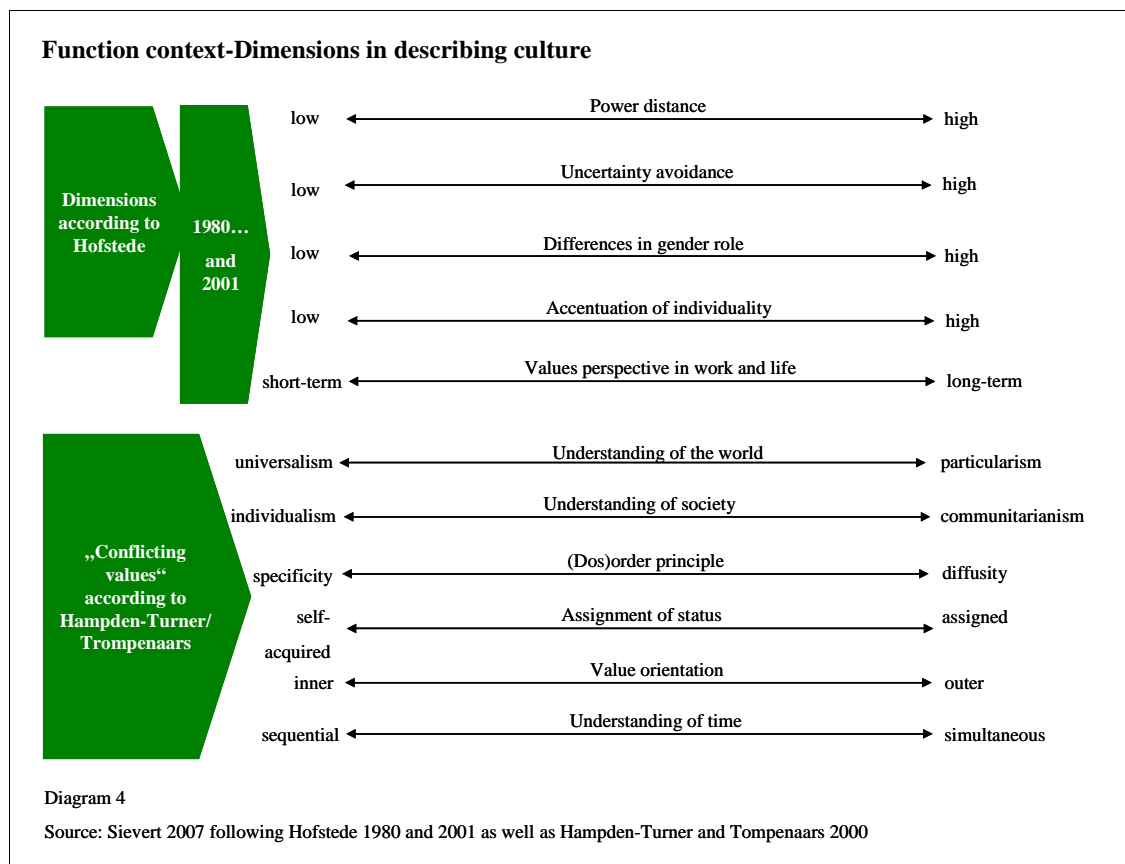 Function context-Dimensions in describing culture
Dimensions
according to
Hofstede
1980…
and
2001
low Power distance high
low Uncertainty avoidance high
low Differences in gender role high
low Accentuation of individuality high
short-term Values perspective in work and life long-term
„Conflicting
values“
according to
Hampden-Turner/
Trompenaars
universalism Understanding of the world particularism
individualism Understanding of society communitarianism
specificity (Dos)order principle diffusity
self-
acquired Assignment of status assigned
inner Value orientation outer
sequential Understanding of time simultaneous
Diagram 4
Source: Sievert 2007 following Hofstede 1980 and 2001 as well as Hampden-Turner and Tompenaars 2000